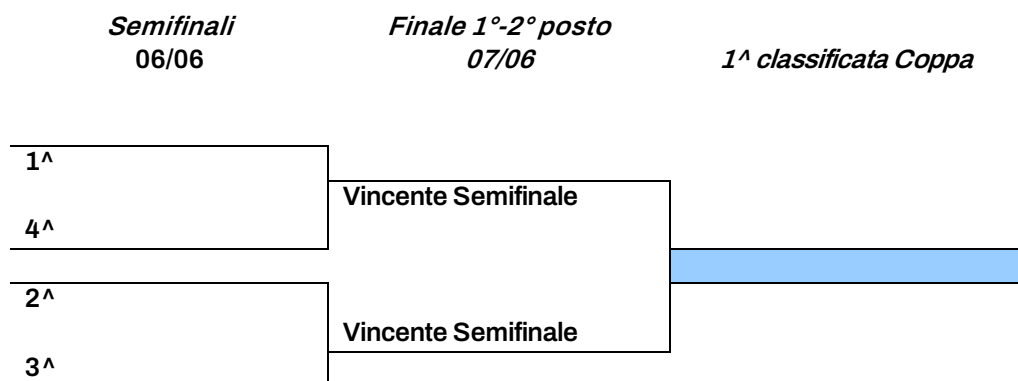 Semifinali
06/06
Finale 1°-2° posto
07/06
1^ classificata Coppa
1^
4^
Vincente Semifinale
2^
3^
Vincente Semifinale